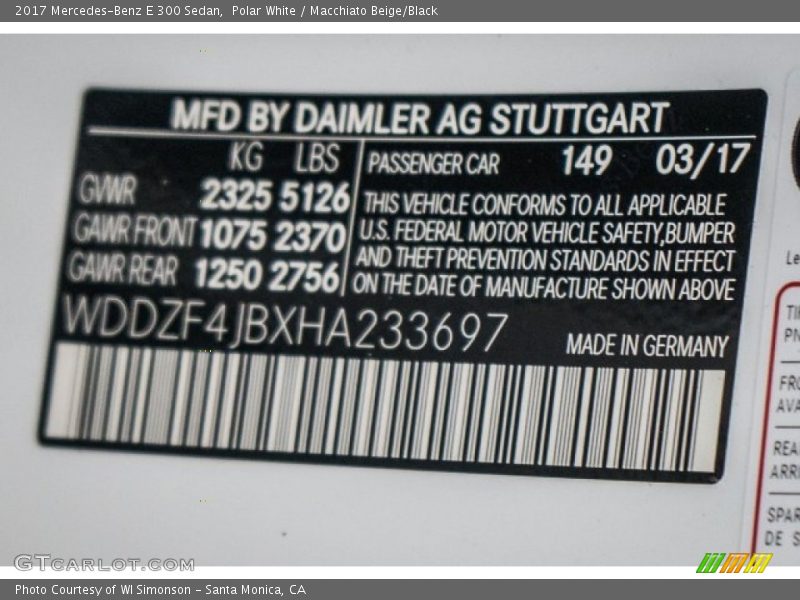 2017 Mercedes-Benz E 300 Sedan, Polar White / Macchiato Beige/Black
MFD BY DAIMLER AG STUTTGART
KG LBS
GVWR 2325 5126
GAWR FRONT 1075 2370
GAWR REAR 1250 2756
PASSENGER CAR 149 03/17
THIS VEHICLE CONFORMS TO ALL APPLICABLE
U.S. FEDERAL MOTOR VEHICLE SAFETY,BUMPER
AND THEFT PREVENTION STANDARDS IN EFFECT
ON THE DATE OF MANUFACTURE SHOWN ABOVE
WDDZF4JBXHA233697
MADE IN GERMANY
GTCARLOT.COM
Photo Courtesy of WI Simonson - Santa Monica, CA